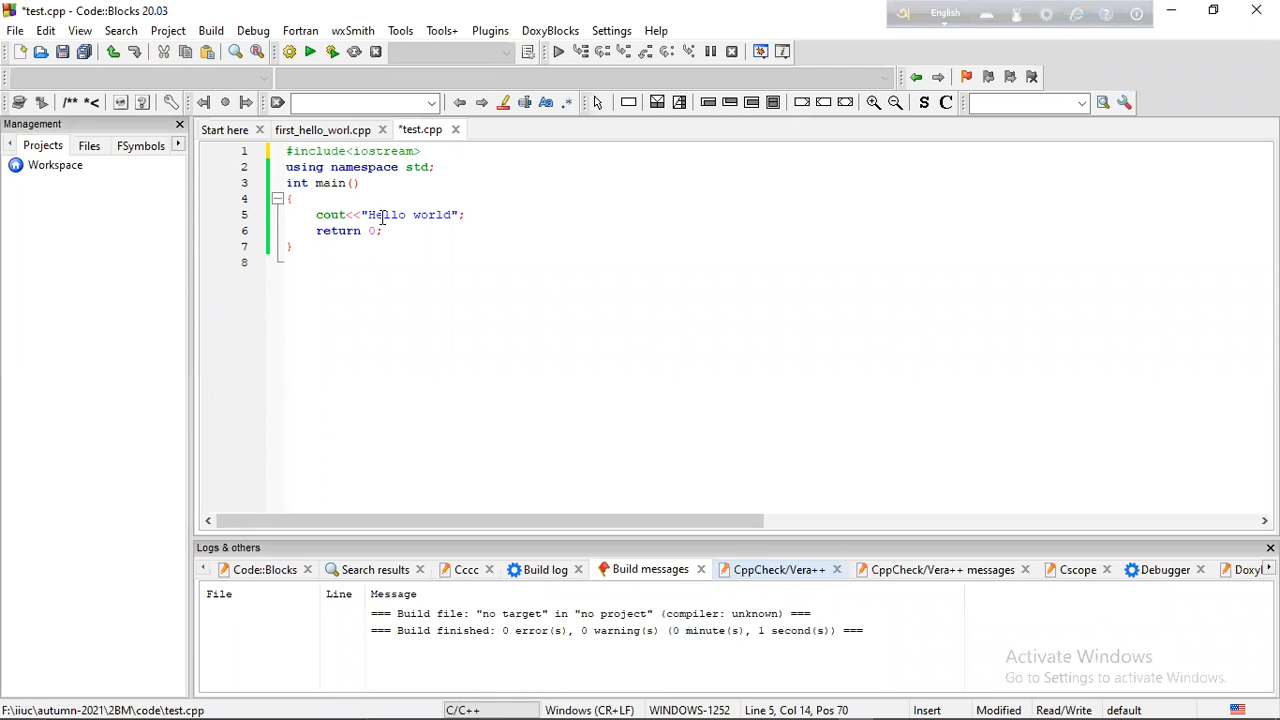 *test.cpp - Code::Blocks 20.03
English
File Edit View Search Project Build Debug Fortran wxSmith Tools Tools+ Plugins DoxyBlocks Settings Help
/** *< S C
Management
Projects Files FSymbols
Workspace
Start here first_hello_worl.cpp *test.cpp
1 #include<iostream>
2 using namespace std;
3 int main()
4 {
5 cout<<"Hello world";
6 return 0;
7 }
8
Logs & others
Code::Blocks Search results Cccc Build log Build messages CppCheck/Vera++ CppCheck/Vera++ messages Cscope Debugger Doxyl
File Line Message
=== Build file: "no target" in "no project" (compiler: unknown) ===
=== Build finished: 0 error(s), 0 warning(s) (0 minute(s), 1 second(s)) ===
Activate Windows
Go to Settings to activate Windows.
F:\iiuc\autumn-2021\2BM\code\test.cpp C/C++ Windows (CR+LF) WINDOWS-1252 Line 5, Col 14, Pos 70 Insert Modified Read/Write default